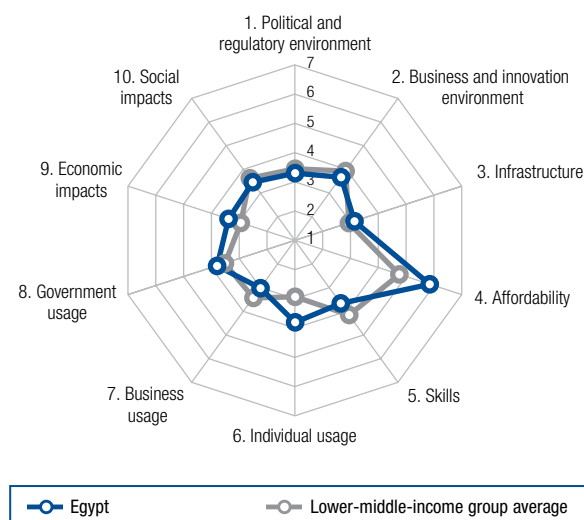 1. Political and
regulatory environment
7
6
5
4
3
2
1
2. Business and innovation
environment
3. Infrastructure
4. Affordability
5. Skills
6. Individual usage
7. Business
usage
8. Government
usage
9. Economic
impacts
10. Social
impacts
Egypt
Lower-middle-income group average